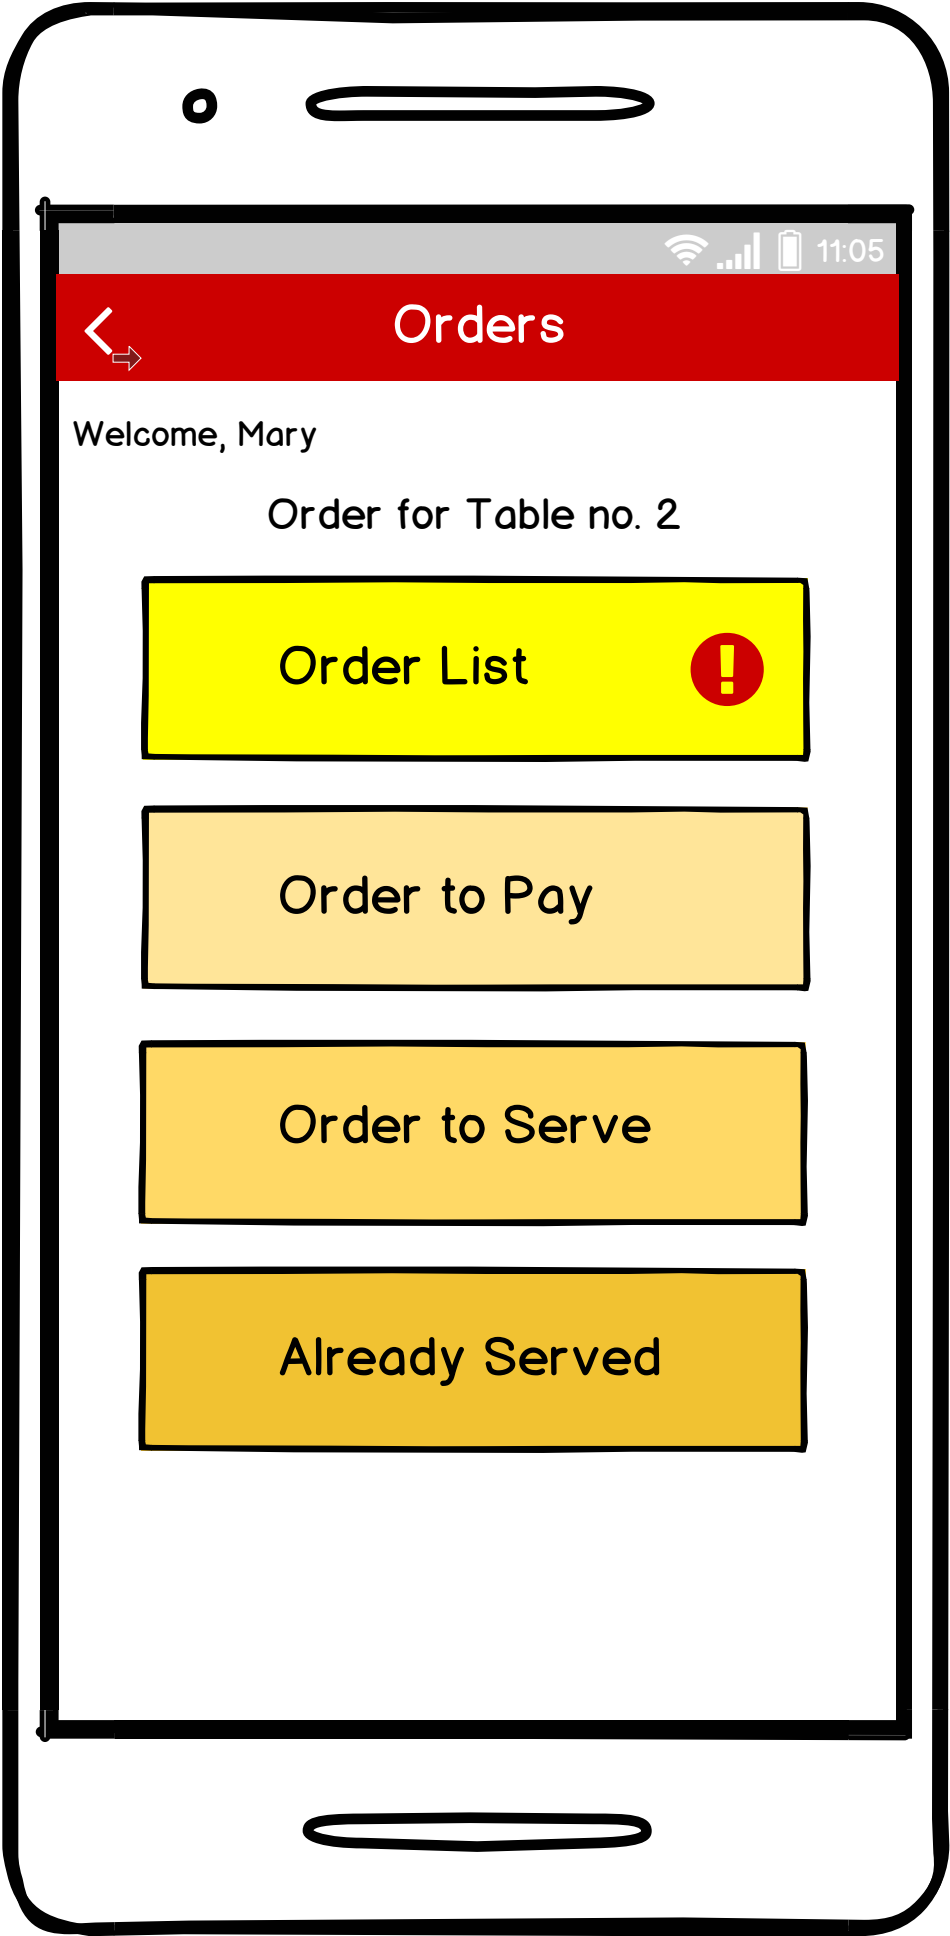 11:05
Orders
Welcome, Mary
Order for Table no. 2
Order List
Order to Pay
Order to Serve
Already Served